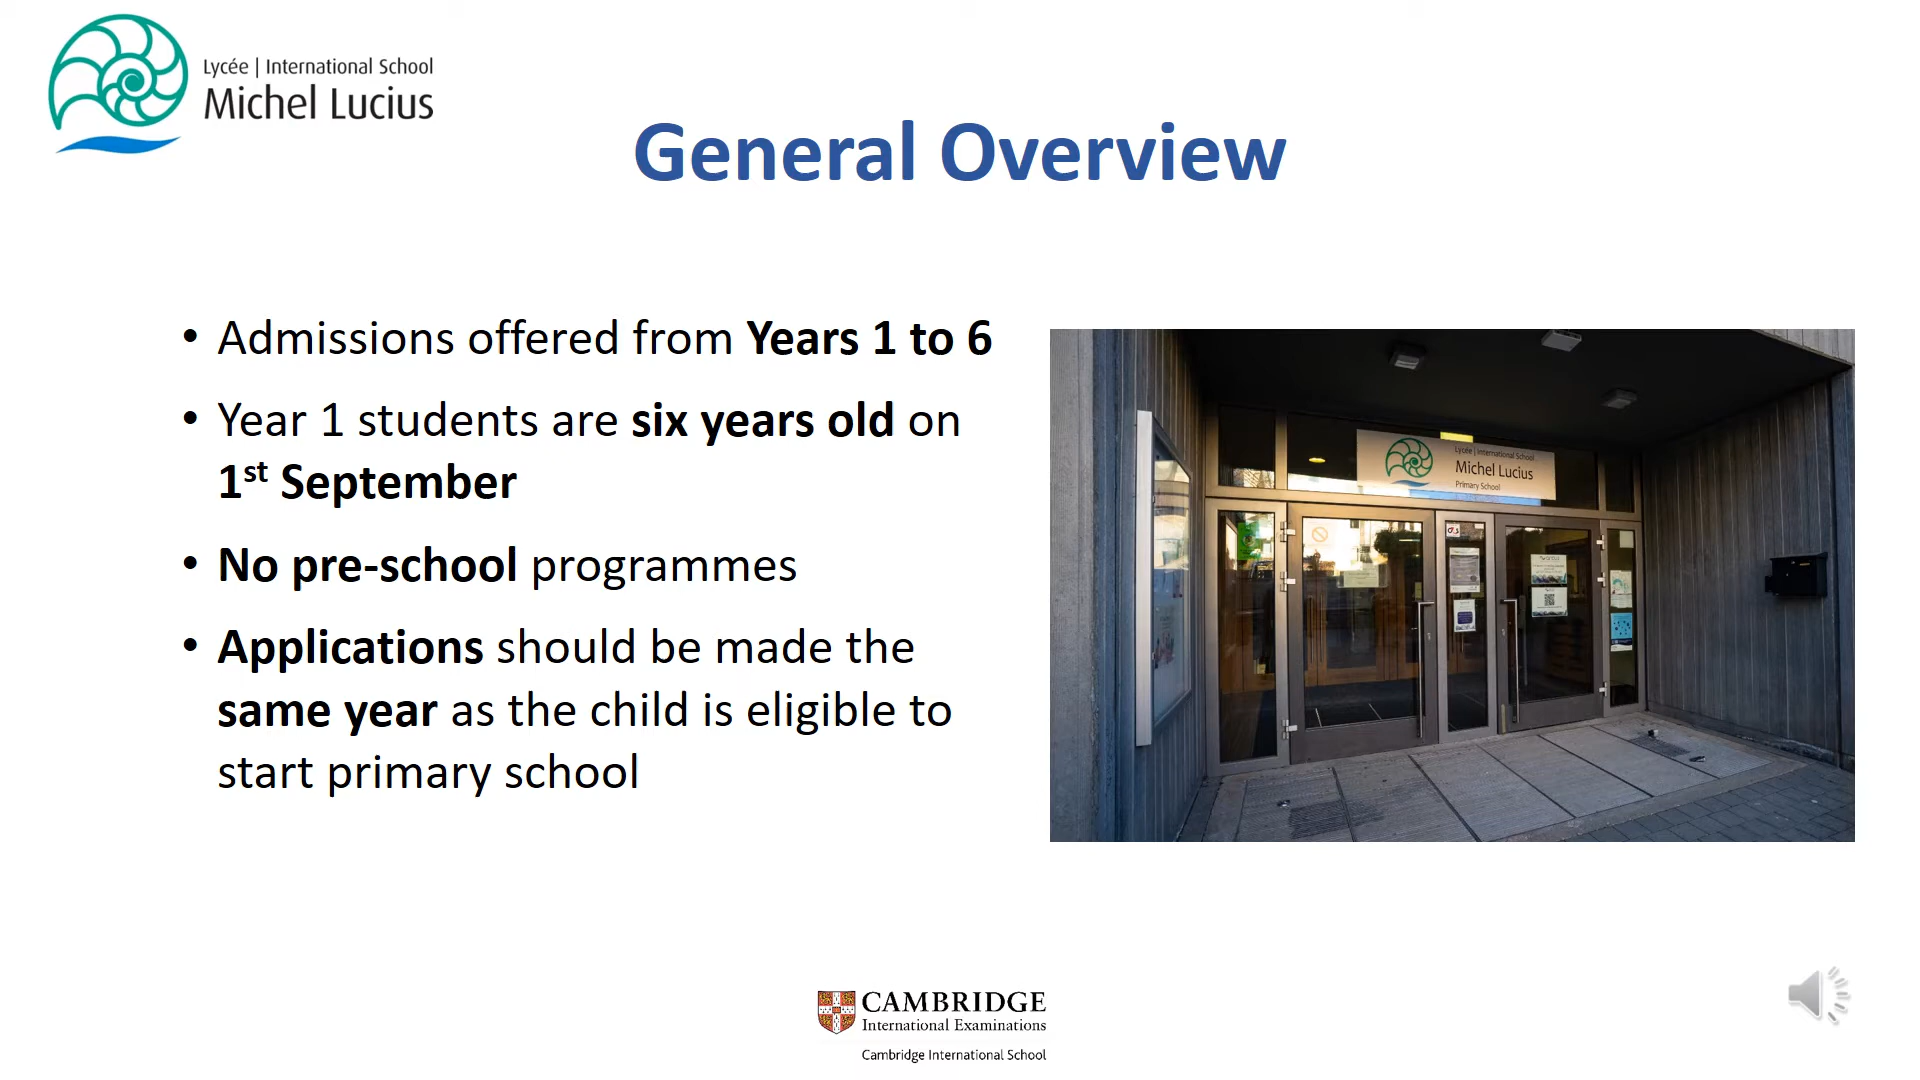 Lycée | International School
Michel Lucius
General Overview
• Admissions offered from Years 1 to 6
• Year 1 students are six years old on
1st September
• No pre-school programmes
• Applications should be made the
same year as the child is eligible to
start primary school
Lycée | International School
Michel Lucius
Primary School
CAMBRIDGE
International Examinations
Cambridge International School